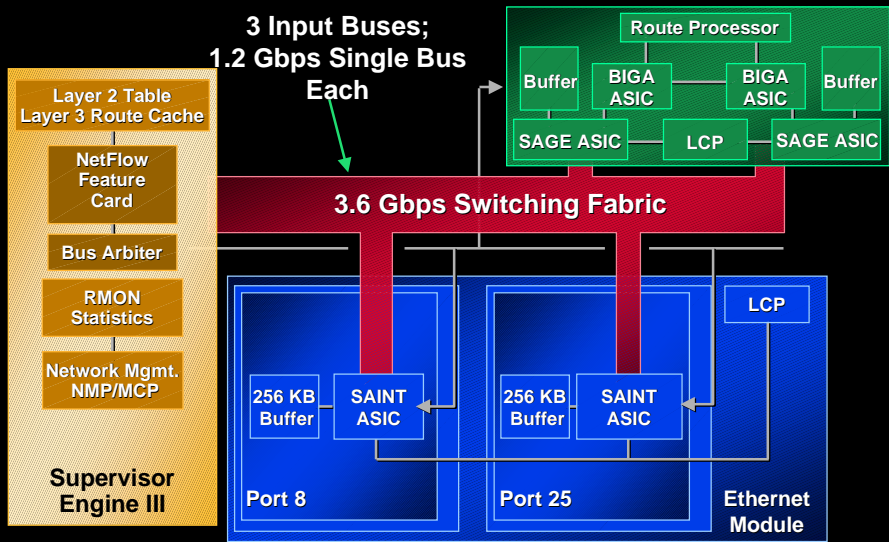 3 Input Buses;
1.2 Gbps Single Bus
Each
Layer 2 Table
Layer 3 Route Cache
NetFlow
Feature
Card
Bus Arbiter
RMON
Statistics
Network Mgmt.
NMP/MCP
Supervisor
Engine III
Route Processor
Buffer
BIGA
ASIC
BIGA
ASIC
Buffer
SAGE ASIC
LCP
SAGE ASIC
3.6 Gbps Switching Fabric
256 KB
Buffer
SAINT
ASIC
Port 8
256 KB
Buffer
SAINT
ASIC
Port 25
LCP
Ethernet
Module